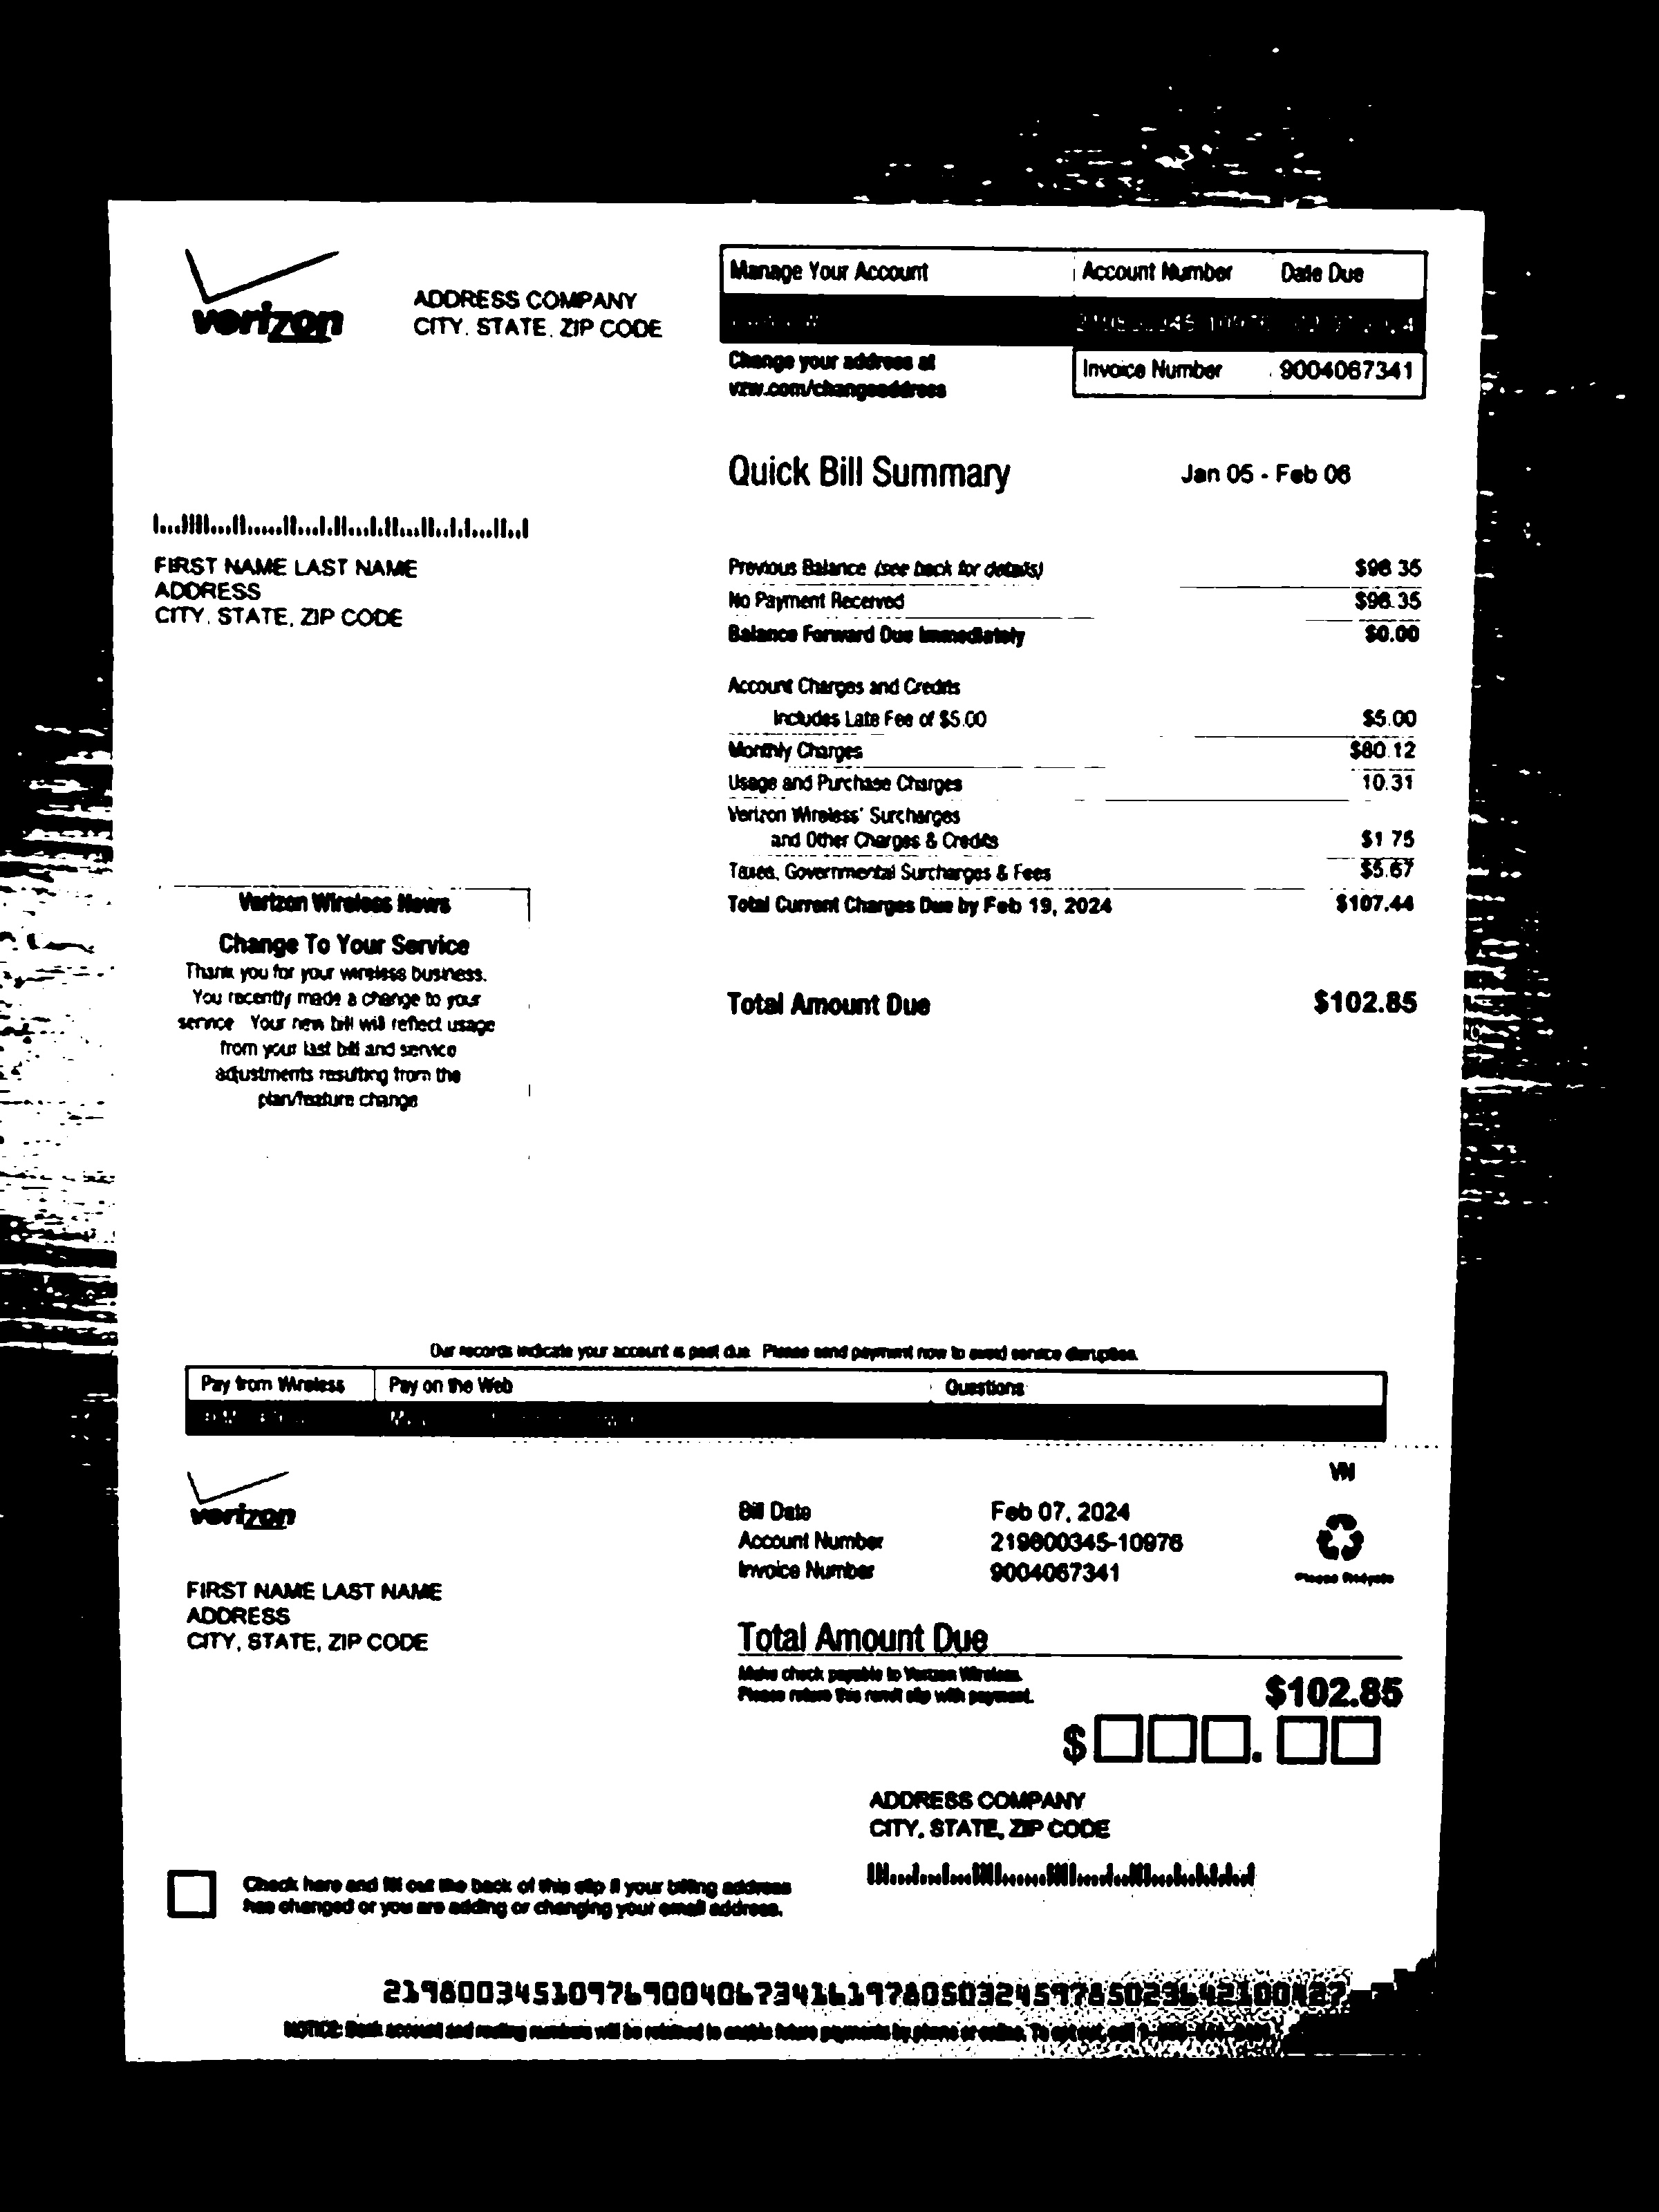 verizon
ADDRESS COMPANY
CITY, STATE, ZIP CODE
Manage Your Account Account Number Date Due
Change your address at
vzw.com/changeaddress
Invoice Number 9004067341
Quick Bill Summary Jan 05 - Feb 06
FIRST NAME LAST NAME
ADDRESS
CITY, STATE, ZIP CODE
Previous Balance (see back for details) $98.35
No Payment Received $98.35
Balance Forward Due Immediately $0.00
Account Charges and Credits
Includes Late Fee of $5.00 $5.00
Monthly Charges $80.12
Usage and Purchase Charges 10.31
Verizon Wireless' Surcharges
and Other Charges & Credits $1.75
Taxes, Governmental Surcharges & Fees $5.67
Total Current Charges Due by Feb 19, 2024 $107.44
Total Amount Due $102.85
Verizon Wireless News
Change To Your Service
Thank you for your wireless business.
You recently made a change to your
service. Your new bill will reflect usage
from your last bill and service
adjustments resulting from the
plan/feature change
Our records indicate your account is past due. Please send payment now to avoid service disruption.
Pay from Wireless Pay on the Web Questions
verizon
VN
Bill Date Feb 07, 2024
Account Number 219800345-10976
Invoice Number 9004067341
Please Recycle
FIRST NAME LAST NAME
ADDRESS
CITY, STATE, ZIP CODE
Total Amount Due
Make check payable to Verizon Wireless.
Please return this remit slip with payment.
$102.85
$ .
ADDRESS COMPANY
CITY, STATE, ZIP CODE
Check here and fill out the back of this slip if your billing address
has changed or you are adding or changing your email address.
NOTICE: Bank account and routing numbers will be retained to enable future payments by phone or online. To opt out, call